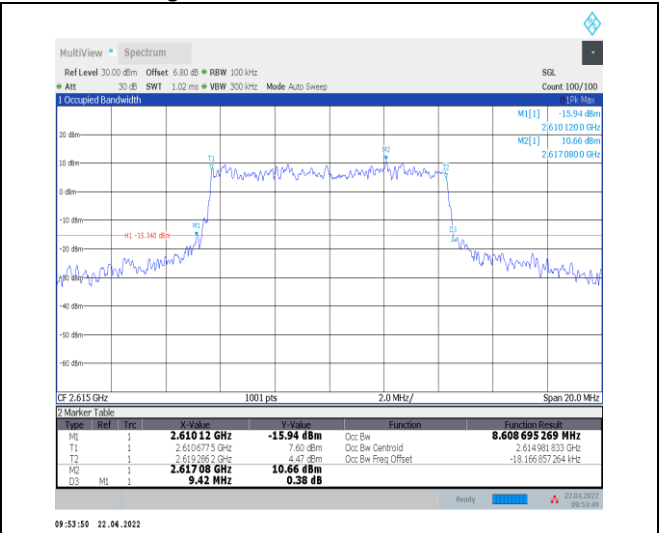 MultiView Spectrum
Ref Level 30.00 dBm Offset 6.80 dB RBW 100 kHz SGL
Att 30 dB SWT 1.02 ms VBW 300 kHz Mode Auto Sweep Count 100/100
1 Occupied Bandwidth 1Pk Max
M1[1] -15.94 dBm
2.610 120 0 GHz
M2[1] 10.66 dBm
2.617 080 0 GHz
20 dBm
M2
T1
T2
10 dBm
0 dBm
-10 dBm
M1
D3
H1 -15.340 dBm
-20 dBm
-30 dBm
-40 dBm
-50 dBm
-60 dBm
CF 2.615 GHz 1001 pts 2.0 MHz/ Span 20.0 MHz
2 Marker Table
Type Ref Trc X-Value Y-Value Function Function Result
M1 1 2.610 12 GHz -15.94 dBm Occ Bw 8.608 695 269 MHz
T1 1 2.610 677 5 GHz 7.60 dBm Occ Bw Centroid 2.614 981 833 GHz
T2 1 2.619 286 2 GHz 4.47 dBm Occ Bw Freq Offset -18.166 857 264 kHz
M2 1 2.617 08 GHz 10.66 dBm
D3 M1 1 9.42 MHz 0.38 dB
Ready 22.04.2022
09:53:49
09:53:50 22.04.2022